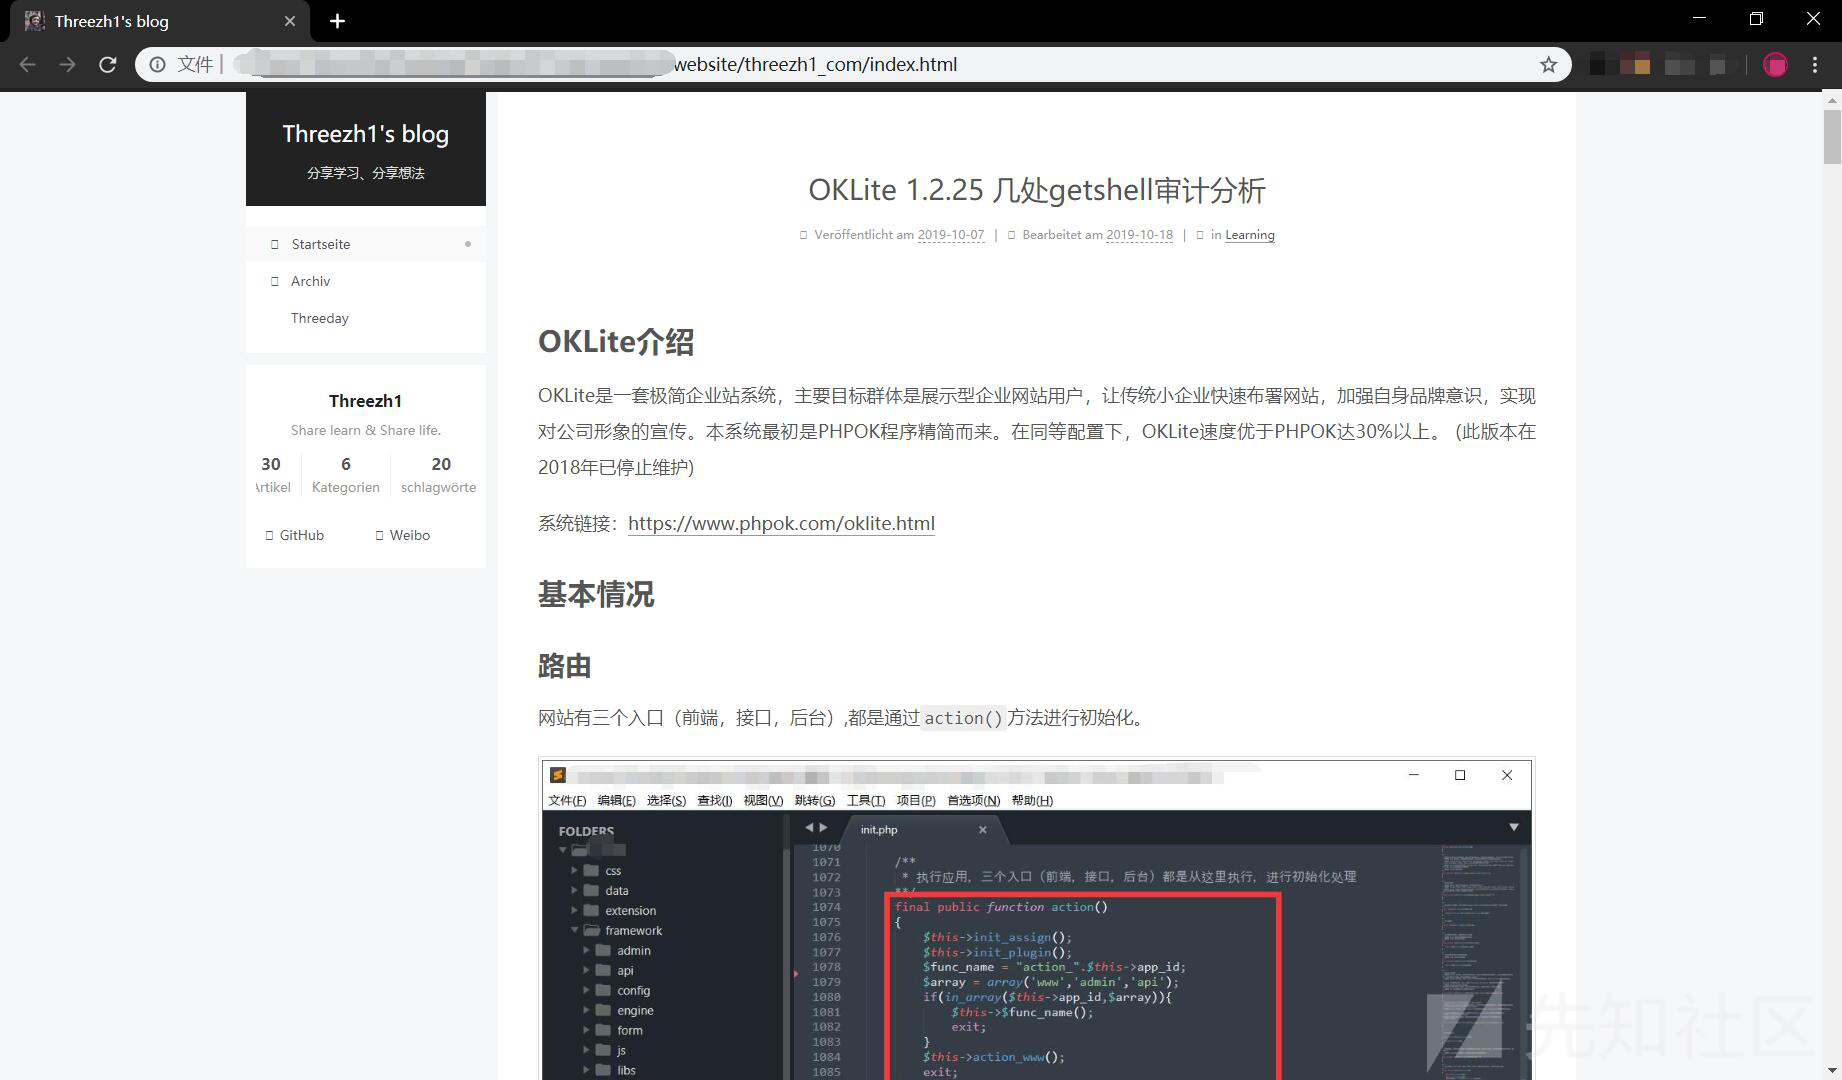 Threezh1's blog
文件
website/threezh1_com/index.html
Threezh1's blog
分享学习、分享想法
Startseite
Archiv
Threeday
Threezh1
Share learn & Share life.
30 6 20
Artikel Kategorien schlagwörte
GitHub Weibo
OKLite 1.2.25 几处getshell审计分析
Veröffentlicht am 2019-10-07 | Bearbeitet am 2019-10-18 | in Learning
OKLite介绍
OKLite是一套极简企业站系统，主要目标群体是展示型企业网站用户，让传统小企业快速布署网站，加强自身品牌意识，实现
对公司形象的宣传。本系统最初是PHPOK程序精简而来。在同等配置下，OKLite速度优于PHPOK达30%以上。 (此版本在
2018年已停止维护)
系统链接：https://www.phpok.com/oklite.html
基本情况
路由
网站有三个入口（前端，接口，后台）,都是通过action()方法进行初始化。
文件(F) 编辑(E) 选择(S) 查找(I) 视图(V) 跳转(G) 工具(T) 项目(P) 首选项(N) 帮助(H)
FOLDERS
css
data
extension
framework
admin
api
config
engine
form
js
libs
init.php
1070
1071 /**
1072 * 执行应用，三个入口（前端，接口，后台）都是从这里执行，进行初始化处理
1073 **/
1074 final public function action()
1075 {
1076 $this->init_assign();
1077 $this->init_plugin();
1078 $func_name = "action_".$this->app_id;
1079 $array = array('www','admin','api');
1080 if(in_array($this->app_id,$array)){
1081 $this->$func_name();
1082 exit;
1083 }
1084 $this->action_www();
1085 exit;
先知社区